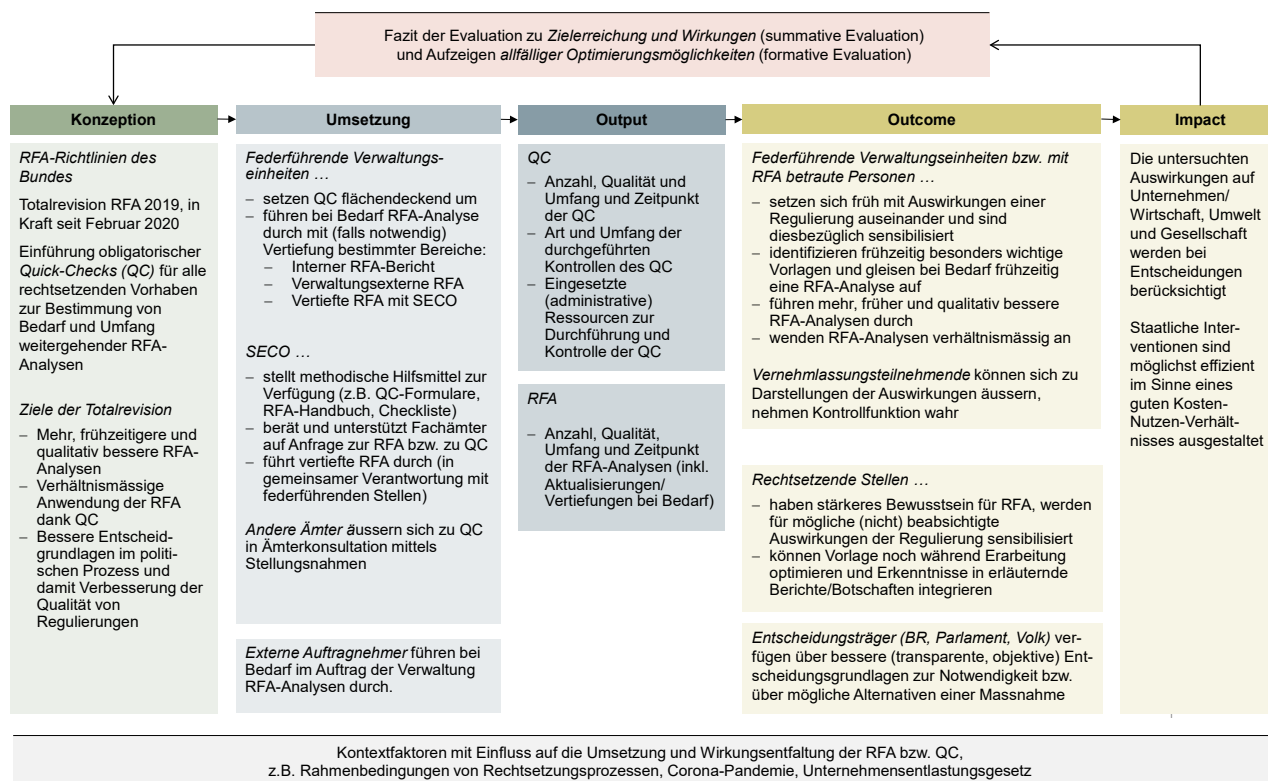 Fazit der Evaluation zu Zielerreichung und Wirkungen (summative Evaluation)
und Aufzeigen allfälliger Optimierungsmöglichkeiten (formative Evaluation)
Konzeption
RFA-Richtlinien des
Bundes
Totalrevision RFA 2019, in
Kraft seit Februar 2020
Einführung obligatorischer
Quick-Checks (QC) für alle
rechtsetzenden Vorhaben
zur Bestimmung von
Bedarf und Umfang
weitergehender RFA-
Analysen
Ziele der Totalrevision
– Mehr, frühzeitigere und
qualitativ bessere RFA-
Analysen
– Verhältnismässige
Anwendung der RFA
dank QC
– Bessere Entscheid-
grundlagen im politi-
schen Prozess und
damit Verbesserung der
Qualität von
Regulierungen
Umsetzung
Federführende Verwaltungs-
einheiten …
– setzen QC flächendeckend um
– führen bei Bedarf RFA-Analyse
durch mit (falls notwendig)
Vertiefung bestimmter Bereiche:
– Interner RFA-Bericht
– Verwaltungsexterne RFA
– Vertiefte RFA mit SECO
SECO …
– stellt methodische Hilfsmittel zur
Verfügung (z.B. QC-Formulare,
RFA-Handbuch, Checkliste)
– berät und unterstützt Fachämter
auf Anfrage zur RFA bzw. zu QC
– führt vertiefte RFA durch (in
gemeinsamer Verantwortung mit
federführenden Stellen)
Andere Ämter äussern sich zu QC
in Ämterkonsultation mittels
Stellungnahmen
Externe Auftragnehmer führen bei
Bedarf im Auftrag der Verwaltung
RFA-Analysen durch.
Output
QC
– Anzahl, Qualität und
Umfang und Zeitpunkt
der QC
– Art und Umfang der
durchgeführten
Kontrollen des QC
– Eingesetzte
(administrative)
Ressourcen zur
Durchführung und
Kontrolle der QC
RFA
– Anzahl, Qualität,
Umfang und Zeitpunkt
der RFA-Analysen (inkl.
Aktualisierungen/
Vertiefungen bei Bedarf)
Outcome
Federführende Verwaltungseinheiten bzw. mit
RFA betraute Personen …
– setzen sich früh mit Auswirkungen einer
Regulierung auseinander und sind
diesbezüglich sensibilisiert
– identifizieren frühzeitig besonders wichtige
Vorlagen und gleisen bei Bedarf frühzeitig
eine RFA-Analyse auf
– führen mehr, früher und qualitativ bessere
RFA-Analysen durch
– wenden RFA-Analysen verhältnismässig an
Vernehmlassungsteilnehmende können sich zu
Darstellungen der Auswirkungen äussern,
nehmen Kontrollfunktion wahr
Rechtsetzende Stellen …
– haben stärkeres Bewusstsein für RFA, werden
für mögliche (nicht) beabsichtigte
Auswirkungen der Regulierung sensibilisiert
– können Vorlage noch während Erarbeitung
optimieren und Erkenntnisse in erläuternde
Berichte/Botschaften integrieren
Entscheidungsträger (BR, Parlament, Volk) ver-
fügen über bessere (transparente, objektive) Ent-
scheidungsgrundlagen zur Notwendigkeit bzw.
über mögliche Alternativen einer Massnahme
Impact
Die untersuchten
Auswirkungen auf
Unternehmen/
Wirtschaft, Umwelt
und Gesellschaft
werden bei
Entscheidungen
berücksichtigt
Staatliche Inter-
ventionen sind
möglichst effizient
im Sinne eines
guten Kosten-
Nutzen-Verhält-
nisses ausgestaltet
Kontextfaktoren mit Einfluss auf die Umsetzung und Wirkungsentfaltung der RFA bzw. QC,
z.B. Rahmenbedingungen von Rechtsetzungsprozessen, Corona-Pandemie, Unternehmensentlastungsgesetz